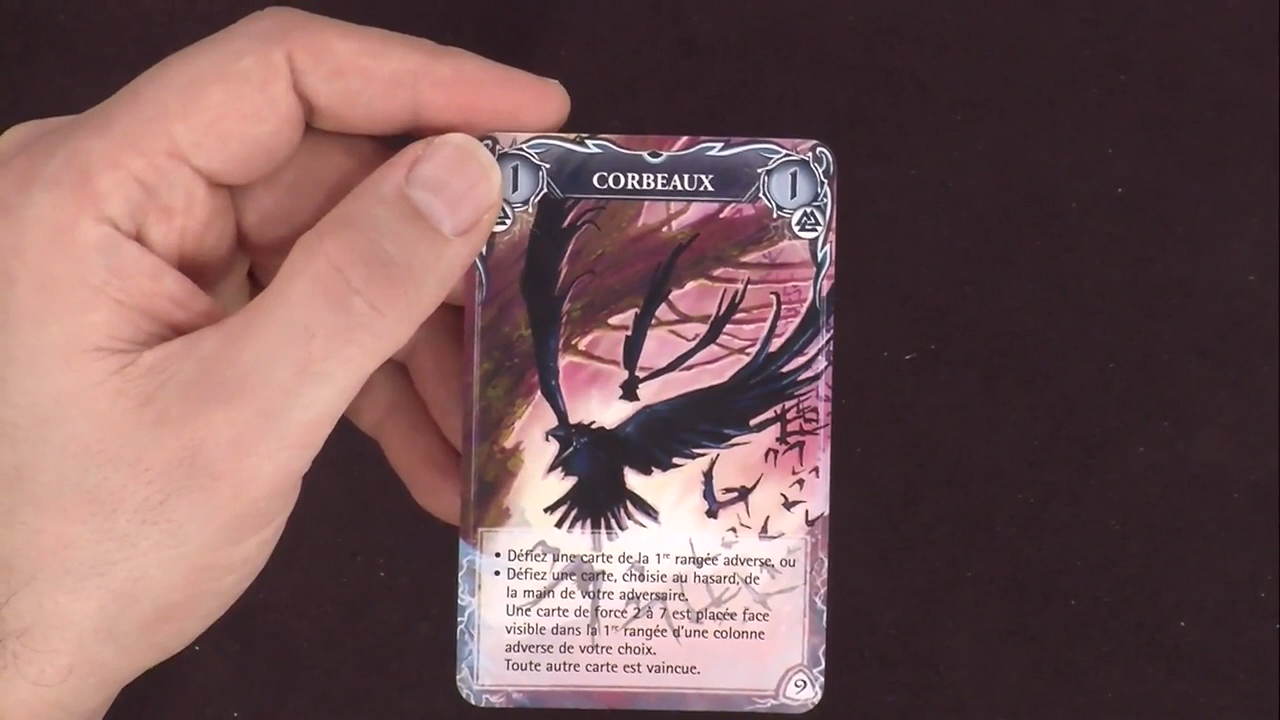 1 CORBEAUX 1
• Défiez une carte de la 1re rangée adverse, ou
• Défiez une carte, choisie au hasard, de
la main de votre adversaire.
Une carte de force 2 à 7 est placée face
visible dans la 1re rangée d'une colonne
adverse de votre choix.
Toute autre carte est vaincue.
9